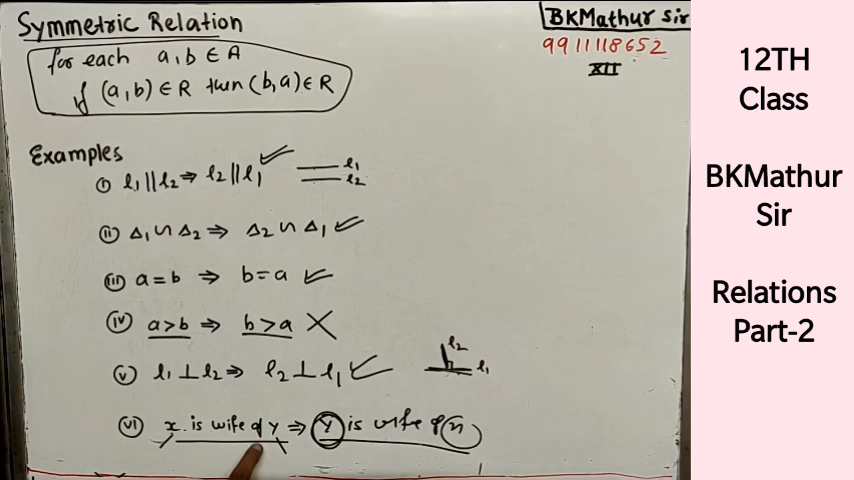 Symmetric Relation
BKMathur Sir
9911118652
XII
for each a, b ∈ A
if (a, b) ∈ R then (b, a) ∈ R
Examples
(i) l₁ || l₂ ⇒ l₂ || l₁ ✓ l₁
l₂
(ii) Δ₁ ∽ Δ₂ ⇒ Δ₂ ∽ Δ₁ ✓
(iii) a = b ⇒ b = a ✓
(iv) a > b ⇒ b > a ✗
(v) l₁ ⊥ l₂ ⇒ l₂ ⊥ l₁ ✓ l₂
l₁
(vi) x is wife of y ⇒ y is wife of x
12TH
Class
BKMathur
Sir
Relations
Part-2